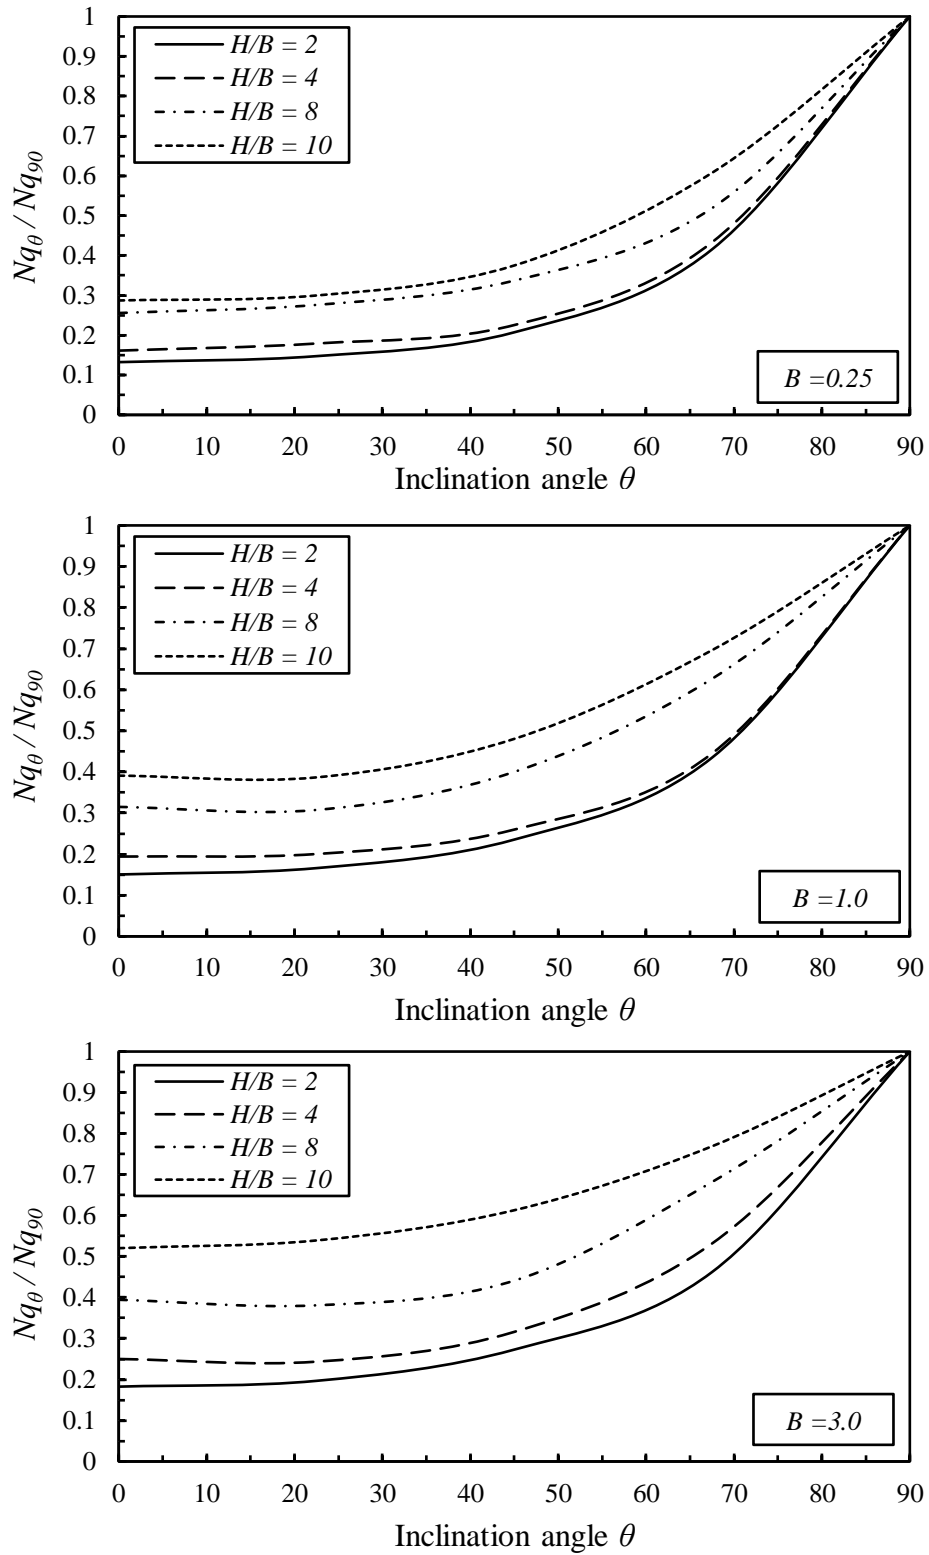 Nqθ / Nq90
1
0.9
0.8
0.7
0.6
0.5
0.4
0.3
0.2
0.1
0
H/B = 2
H/B = 4
H/B = 8
H/B = 10
B =0.25
0 10 20 30 40 50 60 70 80 90
Inclination angle θ
Nqθ / Nq90
1
0.9
0.8
0.7
0.6
0.5
0.4
0.3
0.2
0.1
0
H/B = 2
H/B = 4
H/B = 8
H/B = 10
B =1.0
0 10 20 30 40 50 60 70 80 90
Inclination angle θ
Nqθ / Nq90
1
0.9
0.8
0.7
0.6
0.5
0.4
0.3
0.2
0.1
0
H/B = 2
H/B = 4
H/B = 8
H/B = 10
B =3.0
0 10 20 30 40 50 60 70 80 90
Inclination angle θ